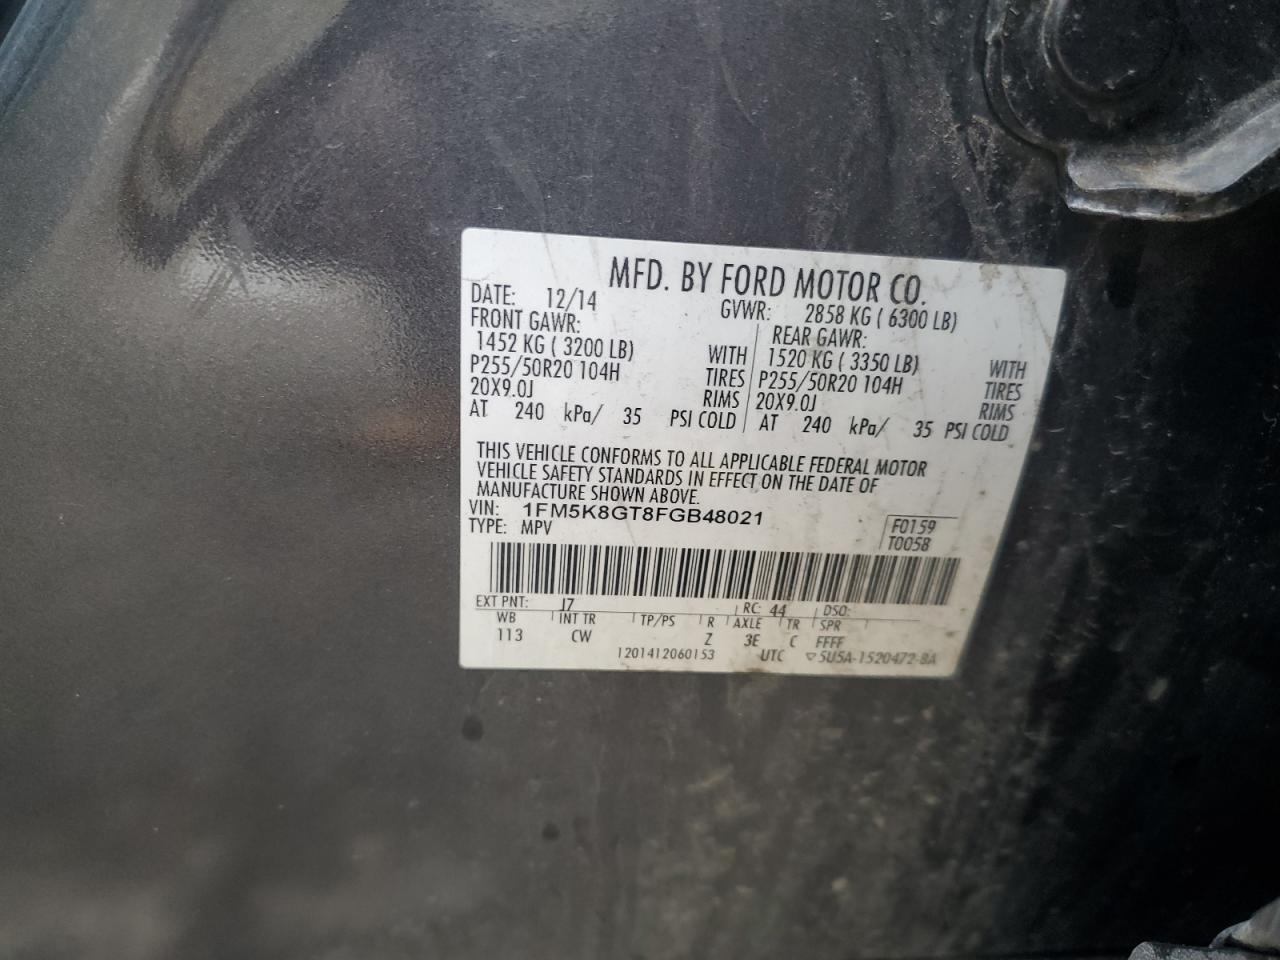 MFD. BY FORD MOTOR CO.
DATE: 12/14 GVWR: 2858 KG ( 6300 LB)
FRONT GAWR: REAR GAWR:
1452 KG ( 3200 LB) WITH 1520 KG ( 3350 LB) WITH
P255/50R20 104H TIRES P255/50R20 104H TIRES
20X9.0J RIMS 20X9.0J RIMS
AT 240 kPa/ 35 PSI COLD AT 240 kPa/ 35 PSI COLD
THIS VEHICLE CONFORMS TO ALL APPLICABLE FEDERAL MOTOR
VEHICLE SAFETY STANDARDS IN EFFECT ON THE DATE OF
MANUFACTURE SHOWN ABOVE.
VIN: 1FM5K8GT8FGB48021 F0159
TYPE: MPV T0058
EXT PNT: J7 RC: 44 DSO:
WB INT TR TP/PS R AXLE TR SPR
113 CW Z 3E C FFFF
1201412060153 UTC ▽5U5A-1520472-BA